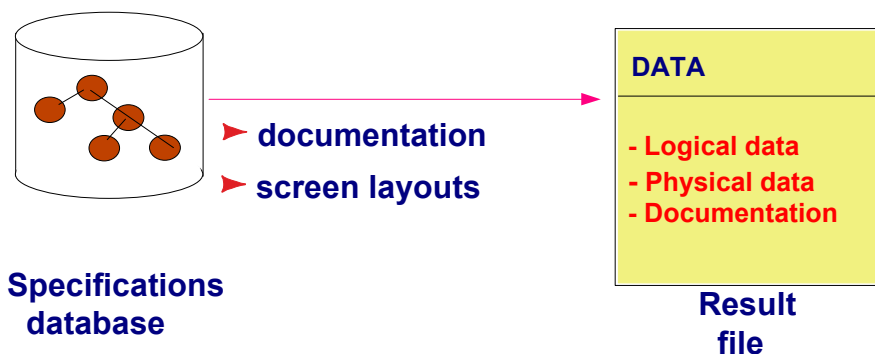 documentation
screen layouts
Specifications
database
DATA
- Logical data
- Physical data
- Documentation
Result
file